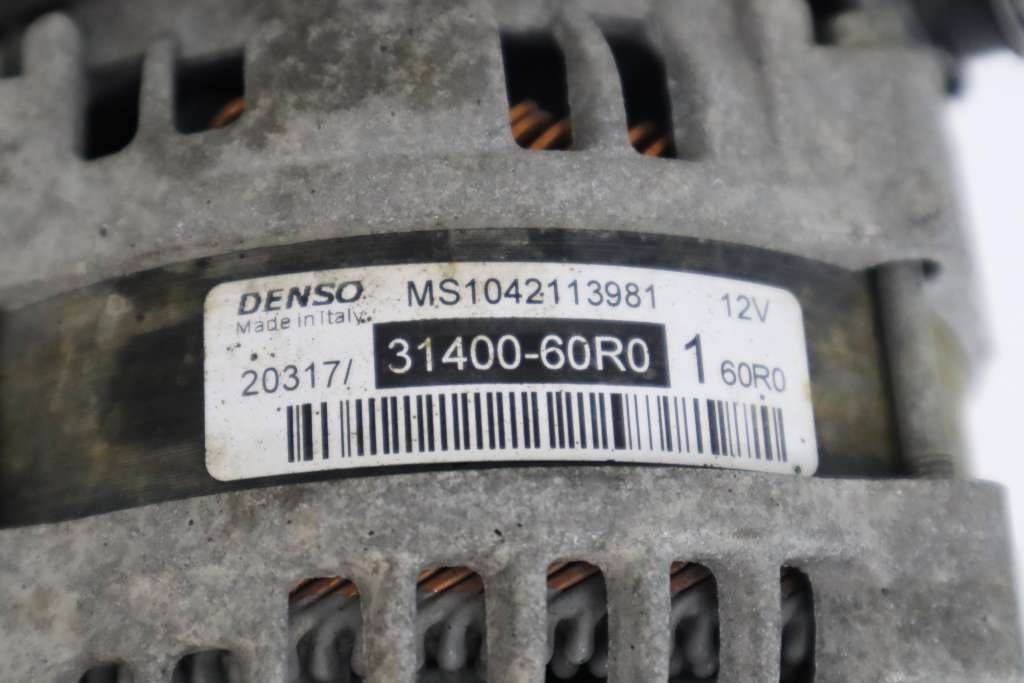 DENSO MS1042113981 12V
Made in Italy
20317/ 31400-60R0 1 60R0